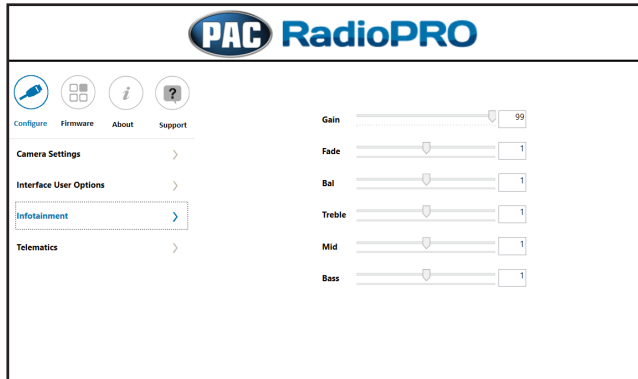 PAC RadioPRO
Configure Firmware About Support
Camera Settings
Interface User Options
Infotainment
Telematics
Gain 99
Fade 1
Bal 1
Treble 1
Mid 1
Bass 1